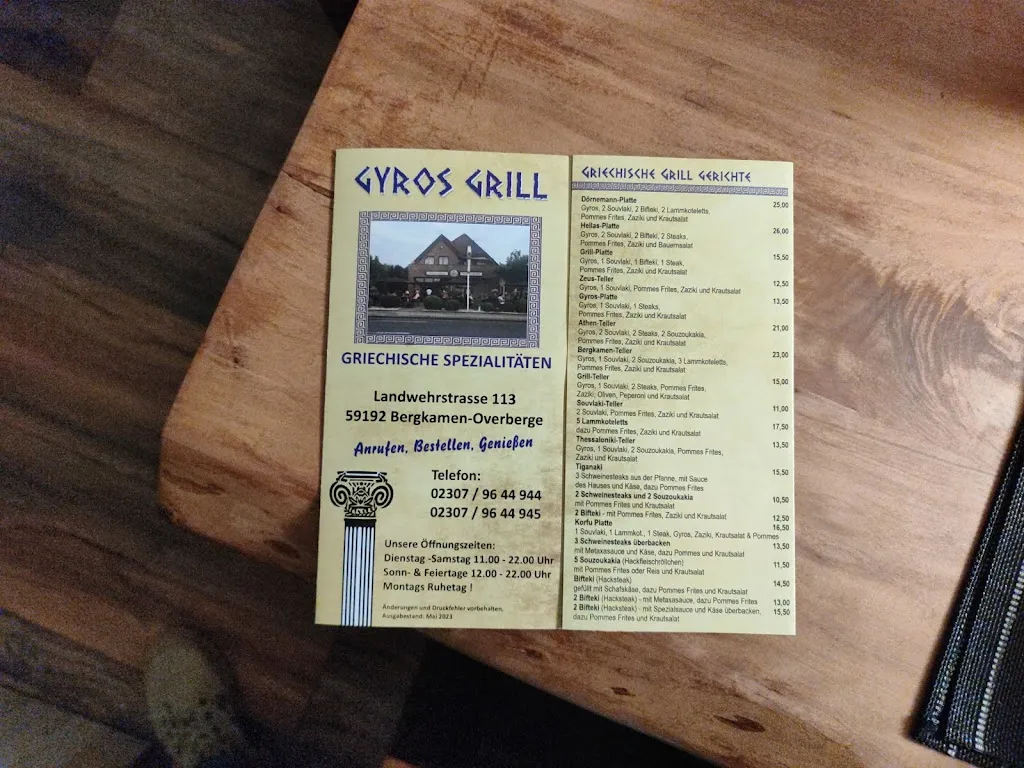 GYROS GRILL
GRIECHISCHE SPEZIALITÄTEN
Landwehrstrasse 113
59192 Bergkamen-Overberge
Anrufen, Bestellen, Genießen
Telefon:
02307 / 96 44 944
02307 / 96 44 945
Unsere Öffnungszeiten:
Dienstag -Samstag 11.00 - 22.00 Uhr
Sonn- & Feiertage 12.00 - 22.00 Uhr
Montags Ruhetag !
Änderungen und Druckfehler vorbehalten.
Ausgabestand: Mai 2023
GRIECHISCHE GRILL GERICHTE
Dörnemann-Platte 25,00
Gyros, 2 Souvlaki, 2 Bifteki, 2 Lammkoteletts,
Pommes Frites, Zaziki und Krautsalat
Hellas-Platte 26,00
Gyros, 2 Souvlaki, 2 Bifteki, 2 Steaks,
Pommes Frites, Zaziki und Bauernsalat
Grill-Platte 15,50
Gyros, 1 Souvlaki, 1 Bifteki, 1 Steak,
Pommes Frites, Zaziki und Krautsalat
Zeus-Teller 12,50
Gyros, 1 Souvlaki, Pommes Frites, Zaziki und Krautsalat
Gyros-Platte 13,50
Gyros, 1 Souvlaki, 1 Steaks,
Pommes Frites, Zaziki und Krautsalat
Athen-Teller 21,00
Gyros, 2 Souvlaki, 2 Steaks, 2 Souzoukakia,
Pommes Frites, Zaziki und Krautsalat
Bergkamen-Teller 23,00
Gyros, 1 Souvlaki, 2 Souzoukakia, 3 Lammkoteletts,
Pommes Frites, Zaziki und Krautsalat
Grill-Teller 15,00
Gyros, 1 Souvlaki, 2 Steaks, Pommes Frites,
Zaziki, Oliven, Peperoni und Krautsalat
Souvlaki-Teller 11,00
2 Souvlaki, Pommes Frites, Zaziki und Krautsalat
5 Lammkoteletts 17,50
dazu Pommes Frites, Zaziki und Krautsalat
Thessaloniki-Teller 13,50
Gyros, 1 Souvlaki, 2 Souzoukakia, Pommes Frites,
Zaziki und Krautsalat
Tiganaki 15,50
3 Schweinesteaks aus der Pfanne, mit Sauce
des Hauses und Käse, dazu Pommes Frites
2 Schweinesteaks und 2 Souzoukakia 10,50
mit Pommes Frites und Krautsalat
2 Bifteki - mit Pommes Frites, Zaziki und Krautsalat 12,50
Korfu Platte 16,50
1 Souvlaki, 1 Lammkot., 1 Steak, Gyros, Zaziki, Krautsalat & Pommes
3 Schweinesteaks überbacken 13,50
mit Metaxasauce und Käse, dazu Pommes und Krautsalat
5 Souzoukakia (Hackfleischröllchen) 11,50
mit Pommes Frites oder Reis und Krautsalat
Bifteki (Hacksteak) 14,50
gefüllt mit Schafskäse, dazu Pommes Frites und Krautsalat
2 Bifteki (Hacksteak) - mit Metaxasauce, dazu Pommes Frites 13,00
2 Bifteki (Hacksteak) - mit Spezialsauce und Käse überbacken, 15,50
dazu Pommes Frites und Krautsalat